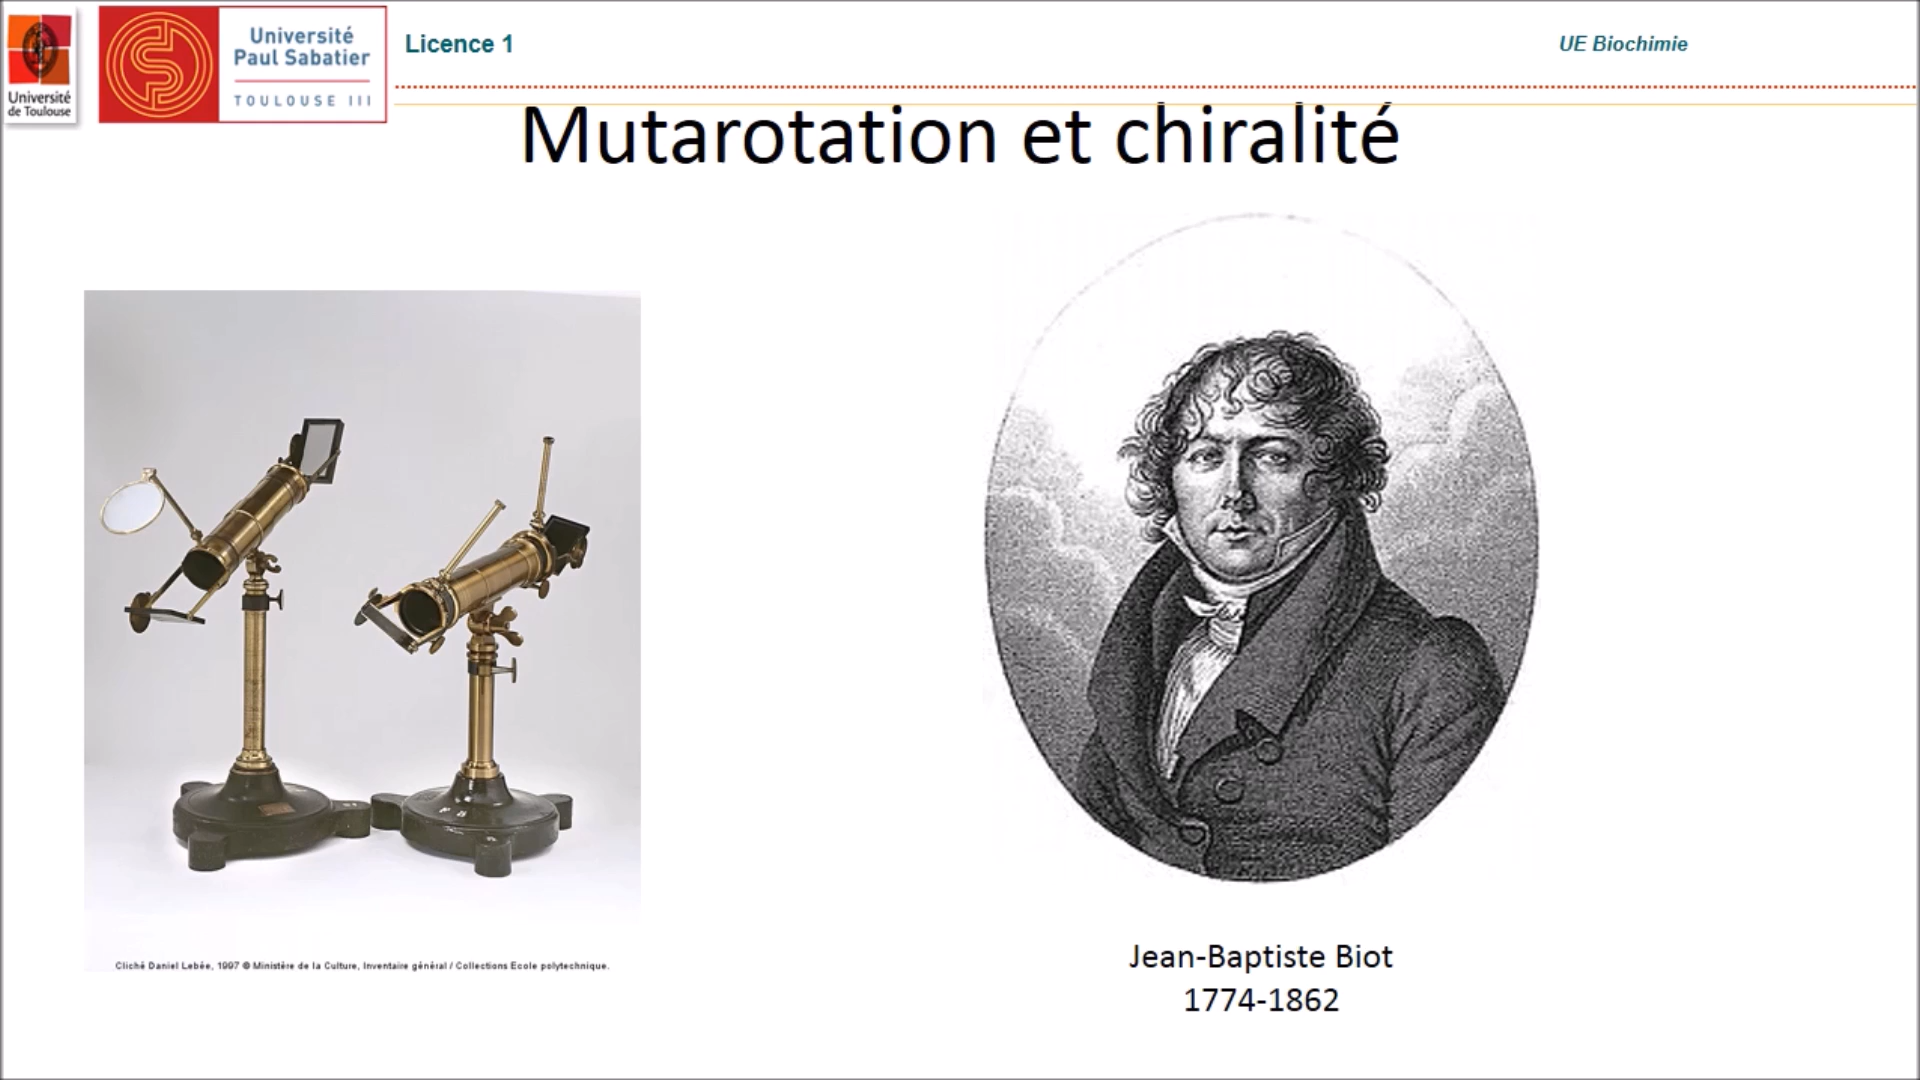 Université
de Toulouse
Université
Paul Sabatier
TOULOUSE III
Licence 1
UE Biochimie
Mutarotation et chiralité
Cliché Daniel Lebée, 1997 © Ministère de la Culture, Inventaire général / Collections Ecole polytechnique.
Jean-Baptiste Biot
1774-1862